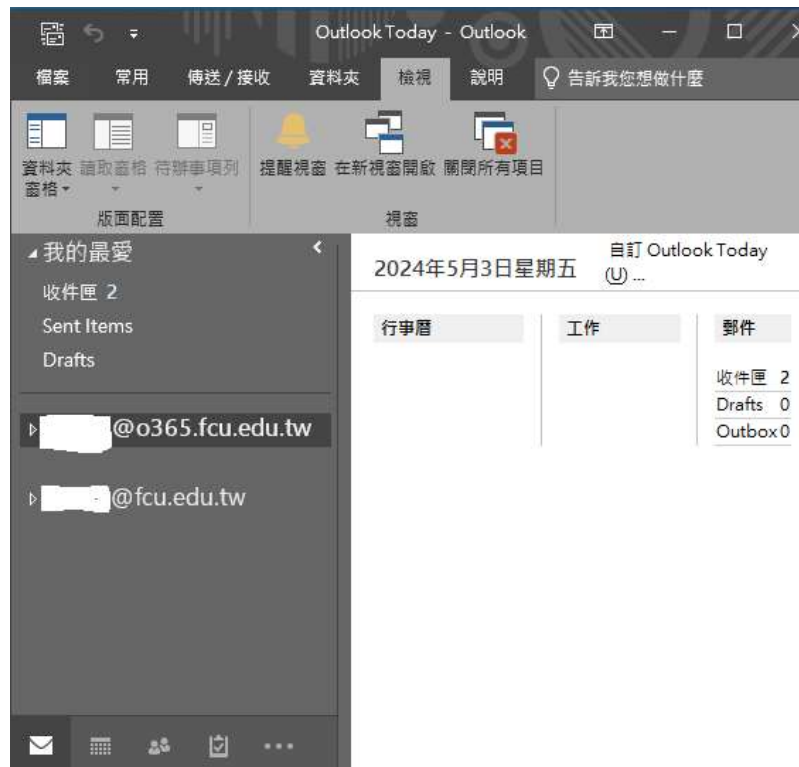 Outlook Today - Outlook
檔案 常用 傳送 / 接收 資料夾 檢視 說明 告訴我您想做什麼
資料夾窗格 讀取窗格 待辦事項列 提醒視窗 在新視窗開啟 關閉所有項目
版面配置 視窗
我的最愛
收件匣 2
Sent Items
Drafts
@o365.fcu.edu.tw
@fcu.edu.tw
2024年5月3日星期五
自訂 Outlook Today
(U) ...
行事曆 工作 郵件
收件匣 2
Drafts 0
Outbox 0